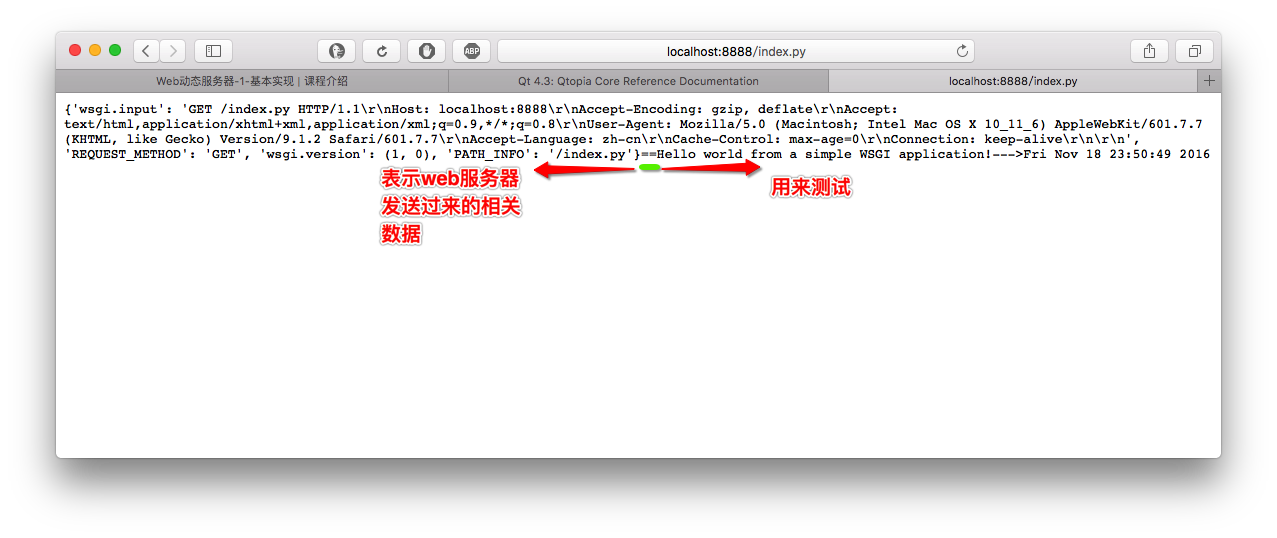 localhost:8888/index.py
ABP
Web动态服务器-1-基本实现 | 课程介绍
Qt 4.3: Qtopia Core Reference Documentation
localhost:8888/index.py
{'wsgi.input': 'GET /index.py HTTP/1.1\r\nHost: localhost:8888\r\nAccept-Encoding: gzip, deflate\r\nAccept:
text/html,application/xhtml+xml,application/xml;q=0.9,*/*;q=0.8\r\nUser-Agent: Mozilla/5.0 (Macintosh; Intel Mac OS X 10_11_6) AppleWebKit/601.7.7
(KHTML, like Gecko) Version/9.1.2 Safari/601.7.7\r\nAccept-Language: zh-cn\r\nCache-Control: max-age=0\r\nConnection: keep-alive\r\n\r\n',
'REQUEST_METHOD': 'GET', 'wsgi.version': (1, 0), 'PATH_INFO': '/index.py'}==Hello world from a simple WSGI application!--->Fri Nov 18 23:50:49 2016
表示web服务器
发送过来的相关
数据
用来测试